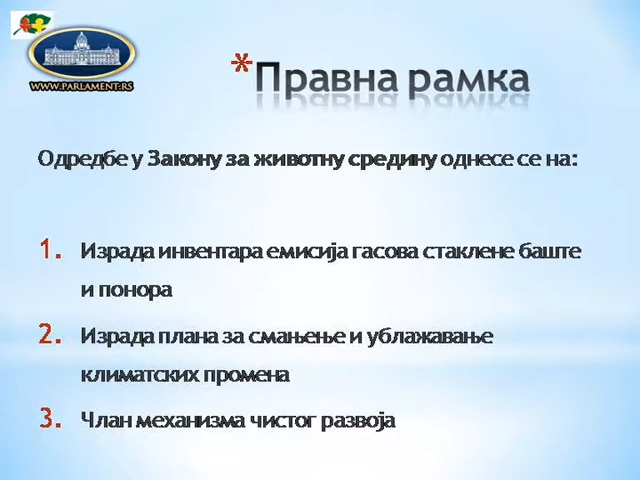 WWW.PARLAMENT.RS
*Правна рамка
Одредбе у Закону за животну средину однесе се на:
1. Израда инвентара емисија гасова стаклене баште
и понора
2. Израда плана за смањење и ублажавање
климатских промена
3. Члан механизма чистог развоја